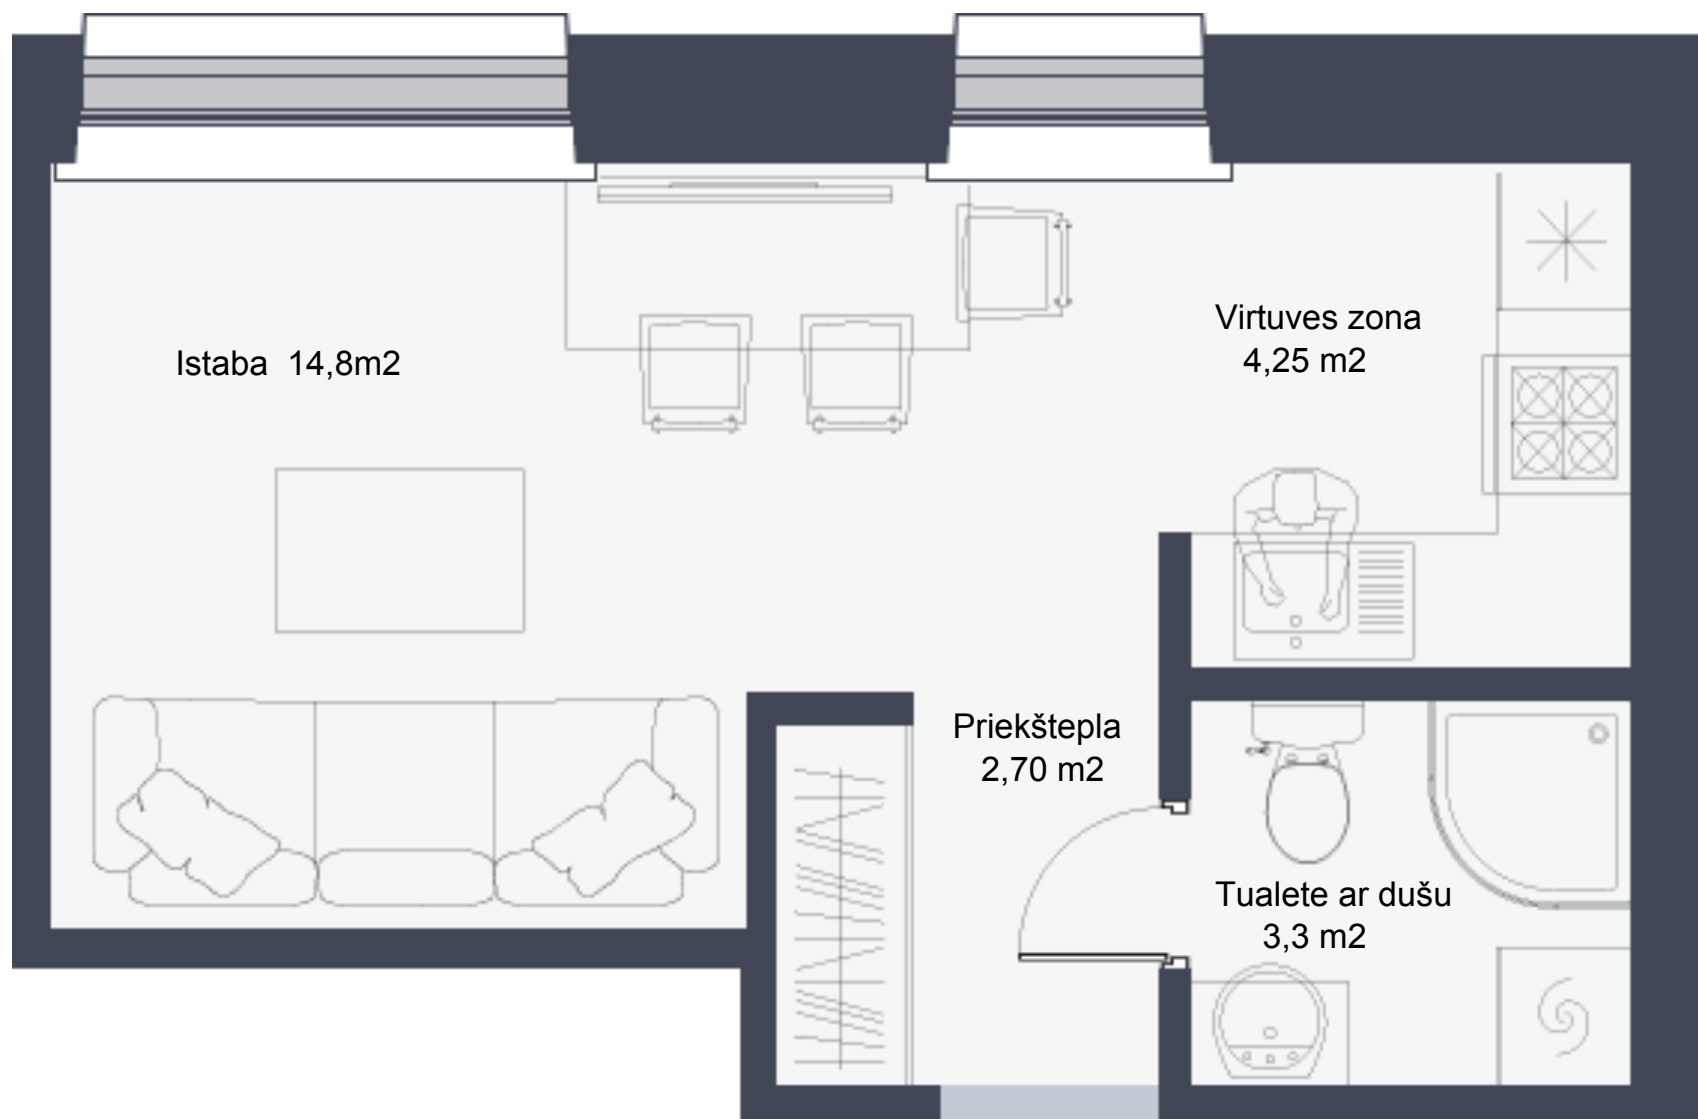 Istaba  14,8m2
Virtuves zona
4,25 m2
Priekštepla
2,70 m2
Tualete ar dušu
3,3 m2